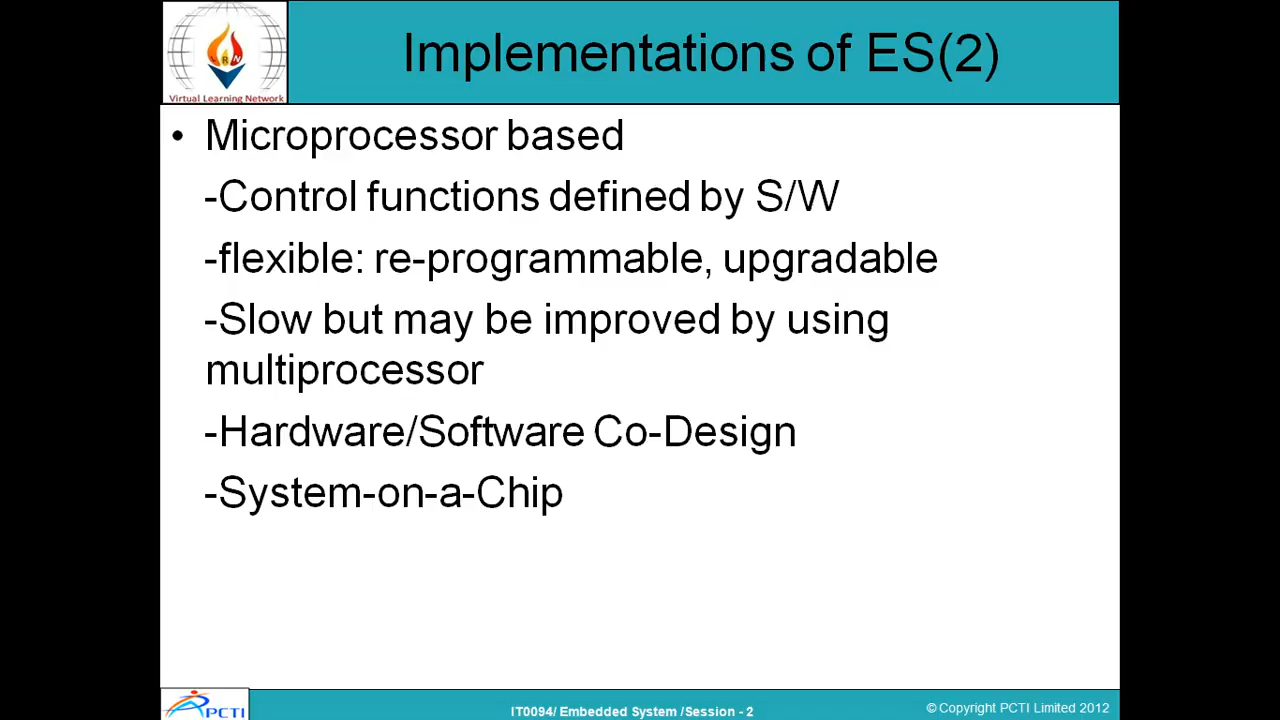 Implementations of ES(2)
Virtual Learning Network
• Microprocessor based
-Control functions defined by S/W
-flexible: re-programmable, upgradable
-Slow but may be improved by using
multiprocessor
-Hardware/Software Co-Design
-System-on-a-Chip
PCTI
IT0094/ Embedded System /Session - 2
© Copyright PCTI Limited 2012